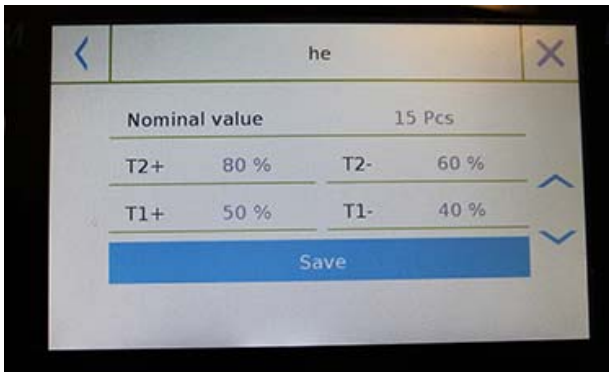 he
Nominal value 15 Pcs
T2+ 80 % T2- 60 %
T1+ 50 % T1- 40 %
Save